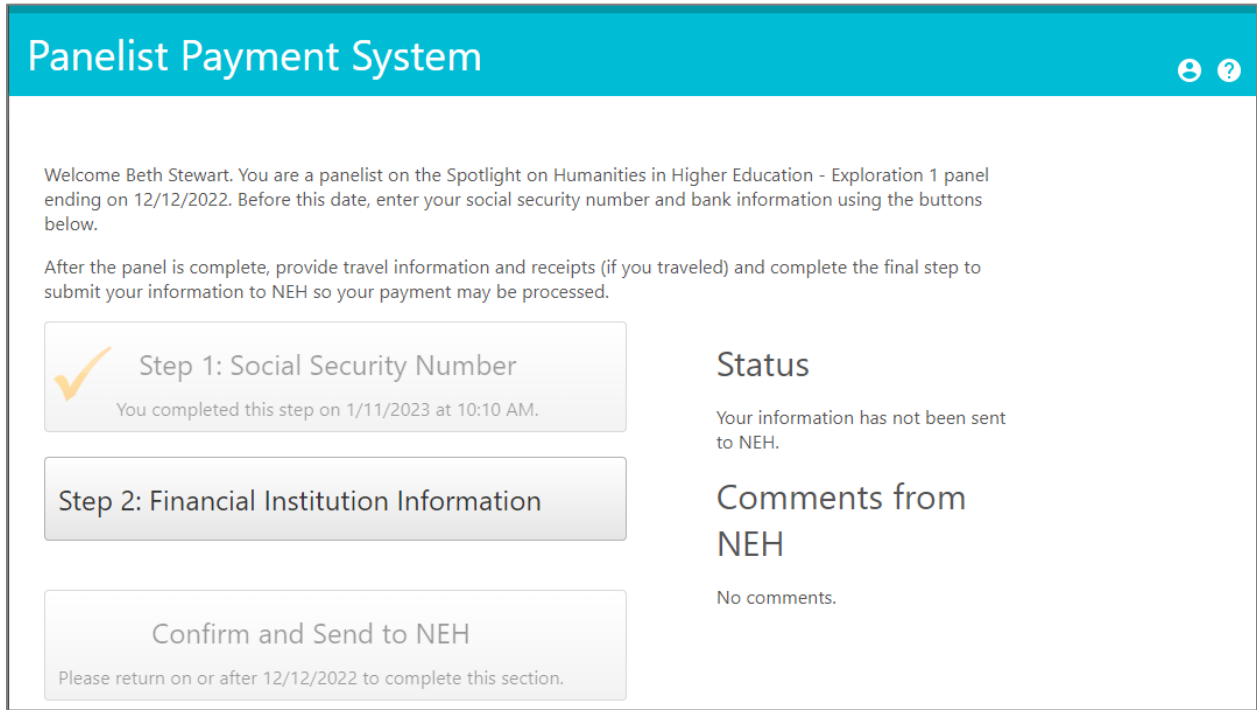 Panelist Payment System
Welcome Beth Stewart. You are a panelist on the Spotlight on Humanities in Higher Education - Exploration 1 panel
ending on 12/12/2022. Before this date, enter your social security number and bank information using the buttons
below.
After the panel is complete, provide travel information and receipts (if you traveled) and complete the final step to
submit your information to NEH so your payment may be processed.
Step 1: Social Security Number
You completed this step on 1/11/2023 at 10:10 AM.
Step 2: Financial Institution Information
Confirm and Send to NEH
Please return on or after 12/12/2022 to complete this section.
Status
Your information has not been sent
to NEH.
Comments from
NEH
No comments.